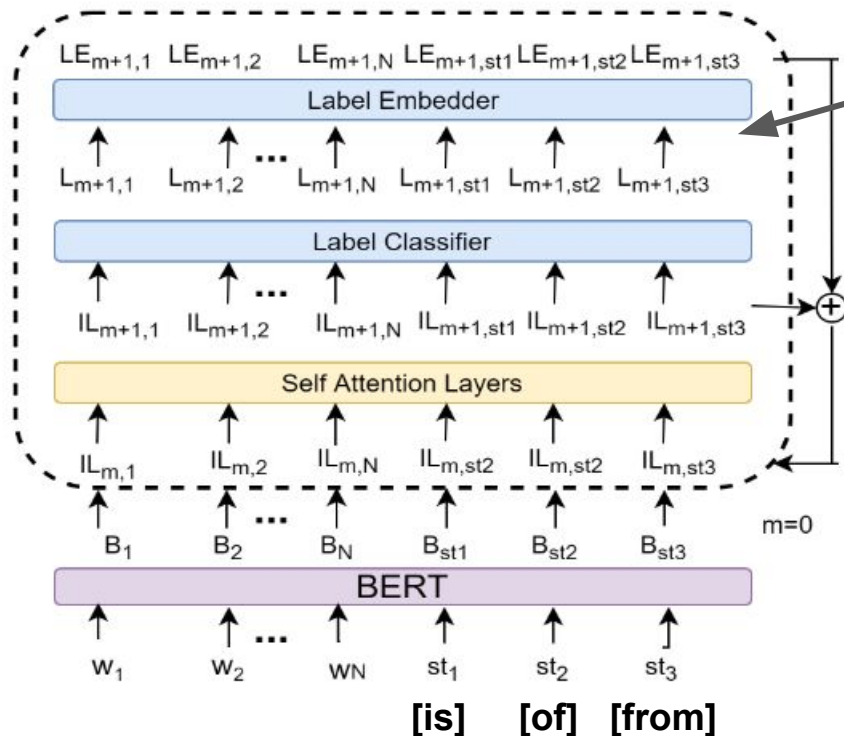 LEm+1,1 LEm+1,2 LEm+1,N LEm+1,st1 LEm+1,st2 LEm+1,st3
Label Embedder
...
Lm+1,1 Lm+1,2 Lm+1,N Lm+1,st1 Lm+1,st2 Lm+1,st3
Label Classifier
...
ILm+1,1 ILm+1,2 ILm+1,N ILm+1,st1 ILm+1,st2 ILm+1,st3
+
Self Attention Layers
ILm,1 ILm,2 ILm,N ILm,st2 ILm,st2 ILm,st3
...
m=0
B1 B2 BN Bst1 Bst2 Bst3
BERT
...
w1 w2 wN st1 st2 st3
[is] [of] [from]